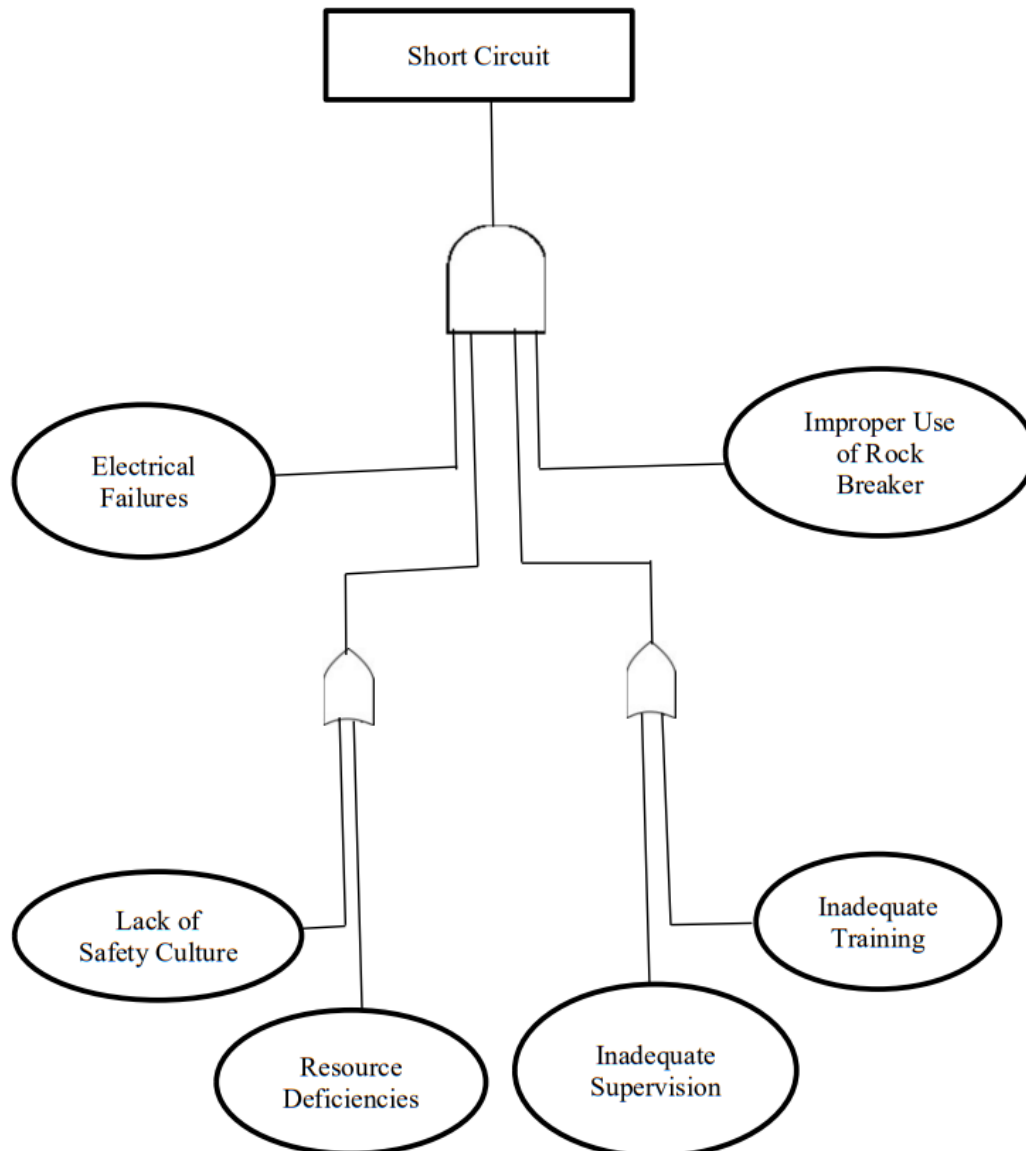 Short Circuit
Electrical
Failures
Improper Use
of Rock
Breaker
Lack of
Safety Culture
Resource
Deficiencies
Inadequate
Supervision
Inadequate
Training